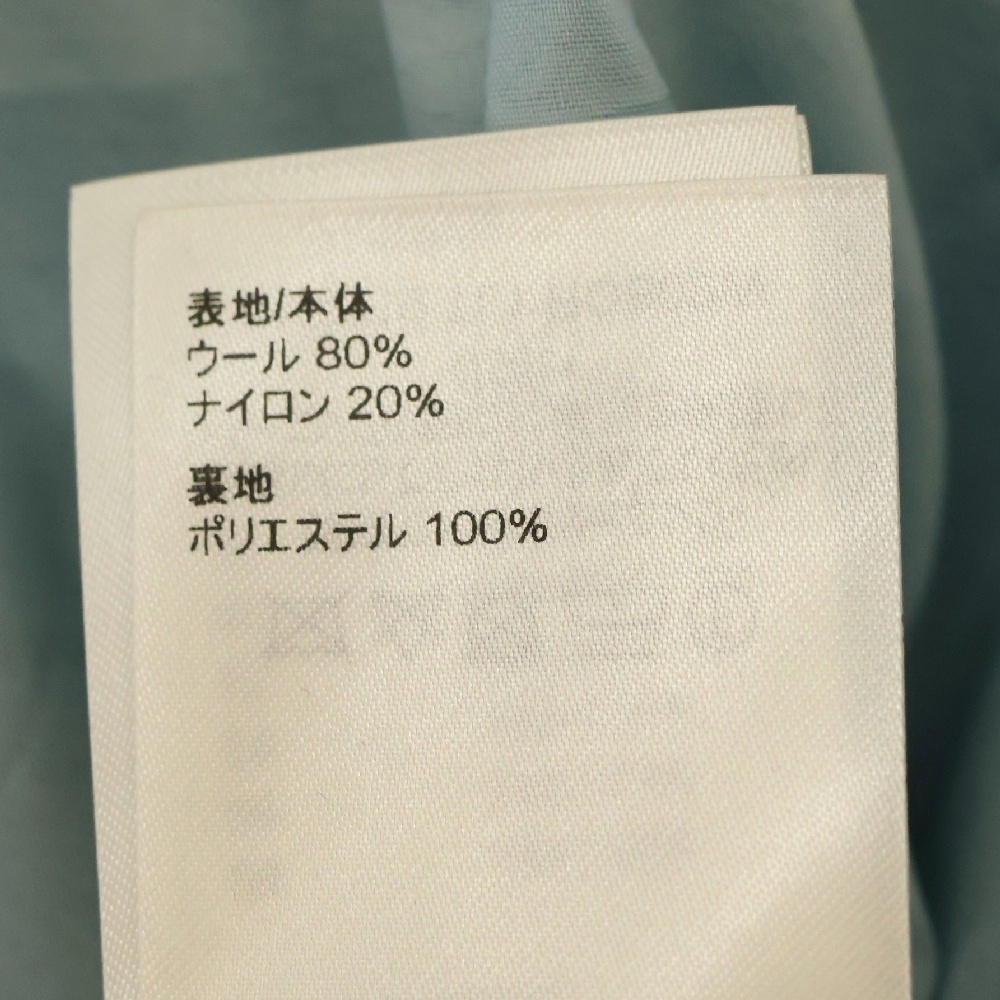 表地/本体
ウール 80%
ナイロン 20%
裏地
ポリエステル 100%